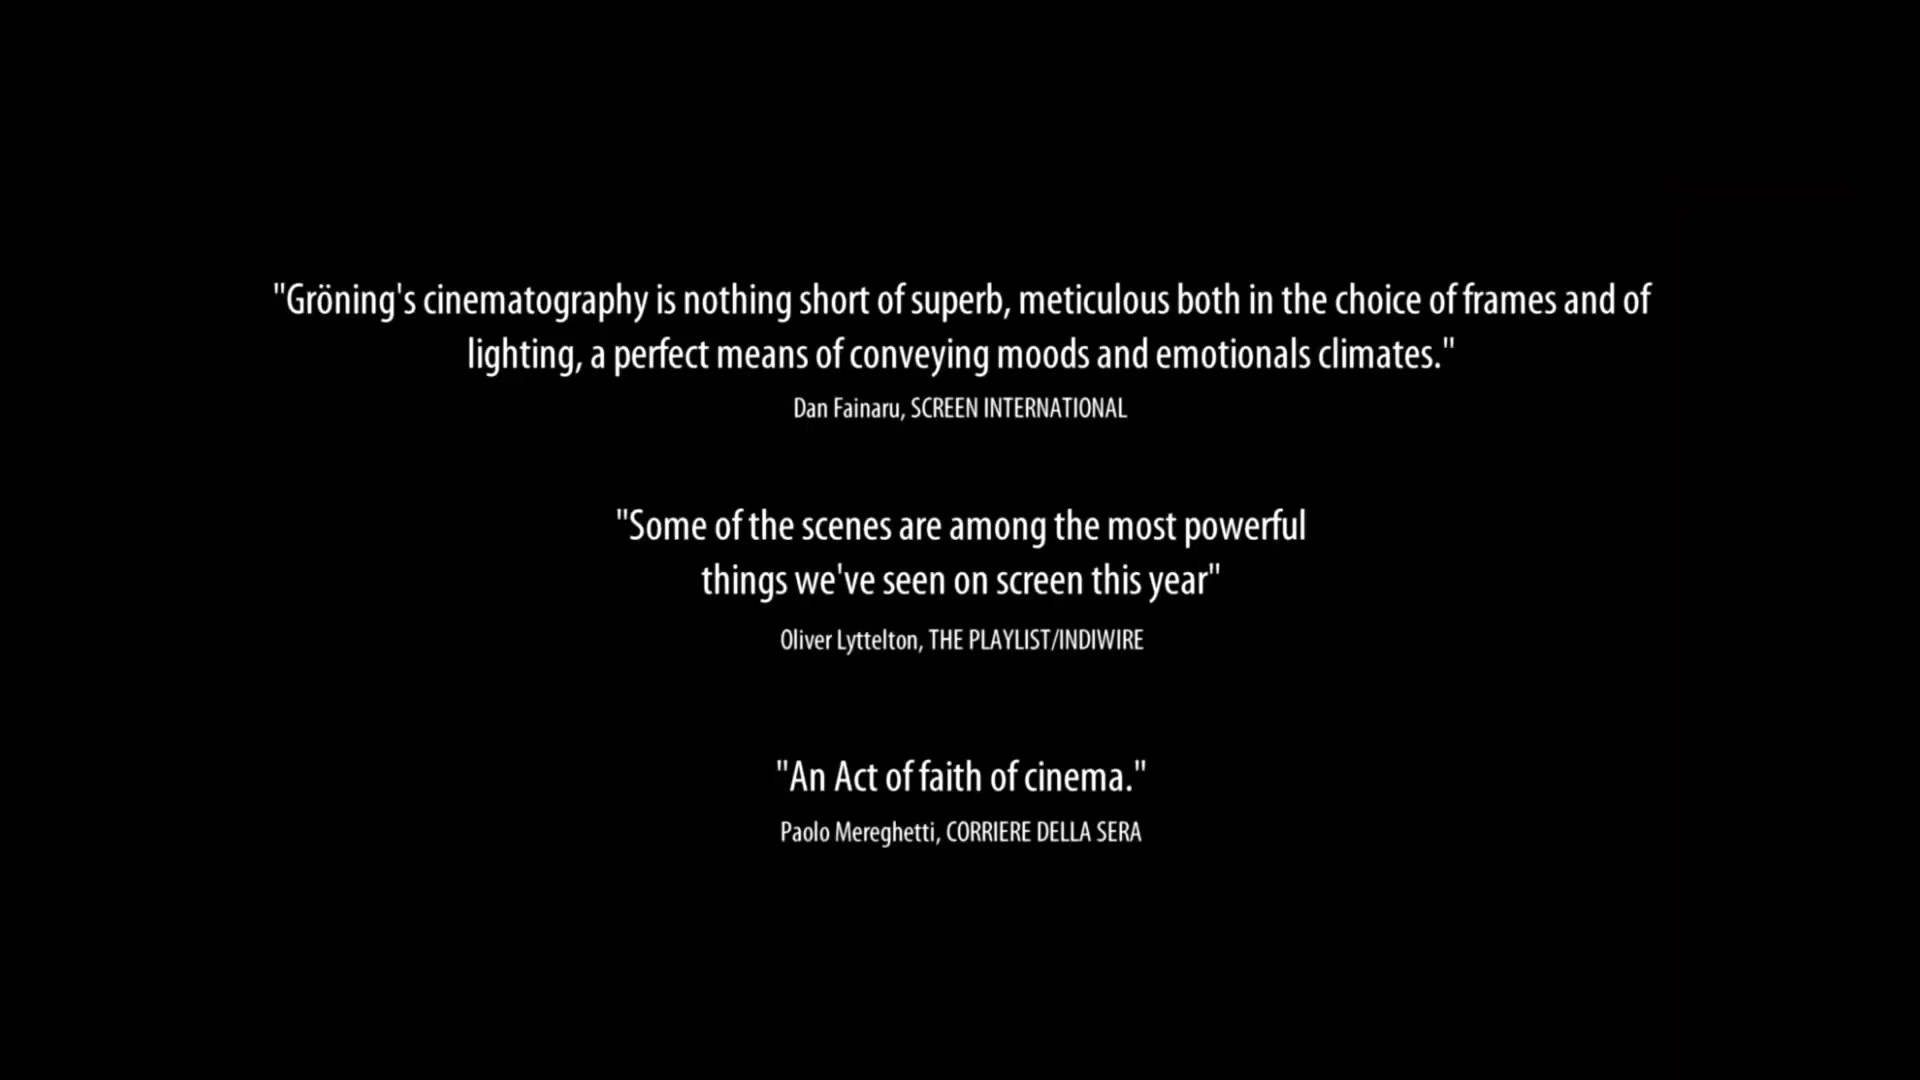 "Gröning's cinematography is nothing short of superb, meticulous both in the choice of frames and of
lighting, a perfect means of conveying moods and emotionals climates."
Dan Fainaru, SCREEN INTERNATIONAL
"Some of the scenes are among the most powerful
things we've seen on screen this year"
Oliver Lyttelton, THE PLAYLIST/INDIWIRE
"An Act of faith of cinema."
Paolo Mereghetti, CORRIERE DELLA SERA